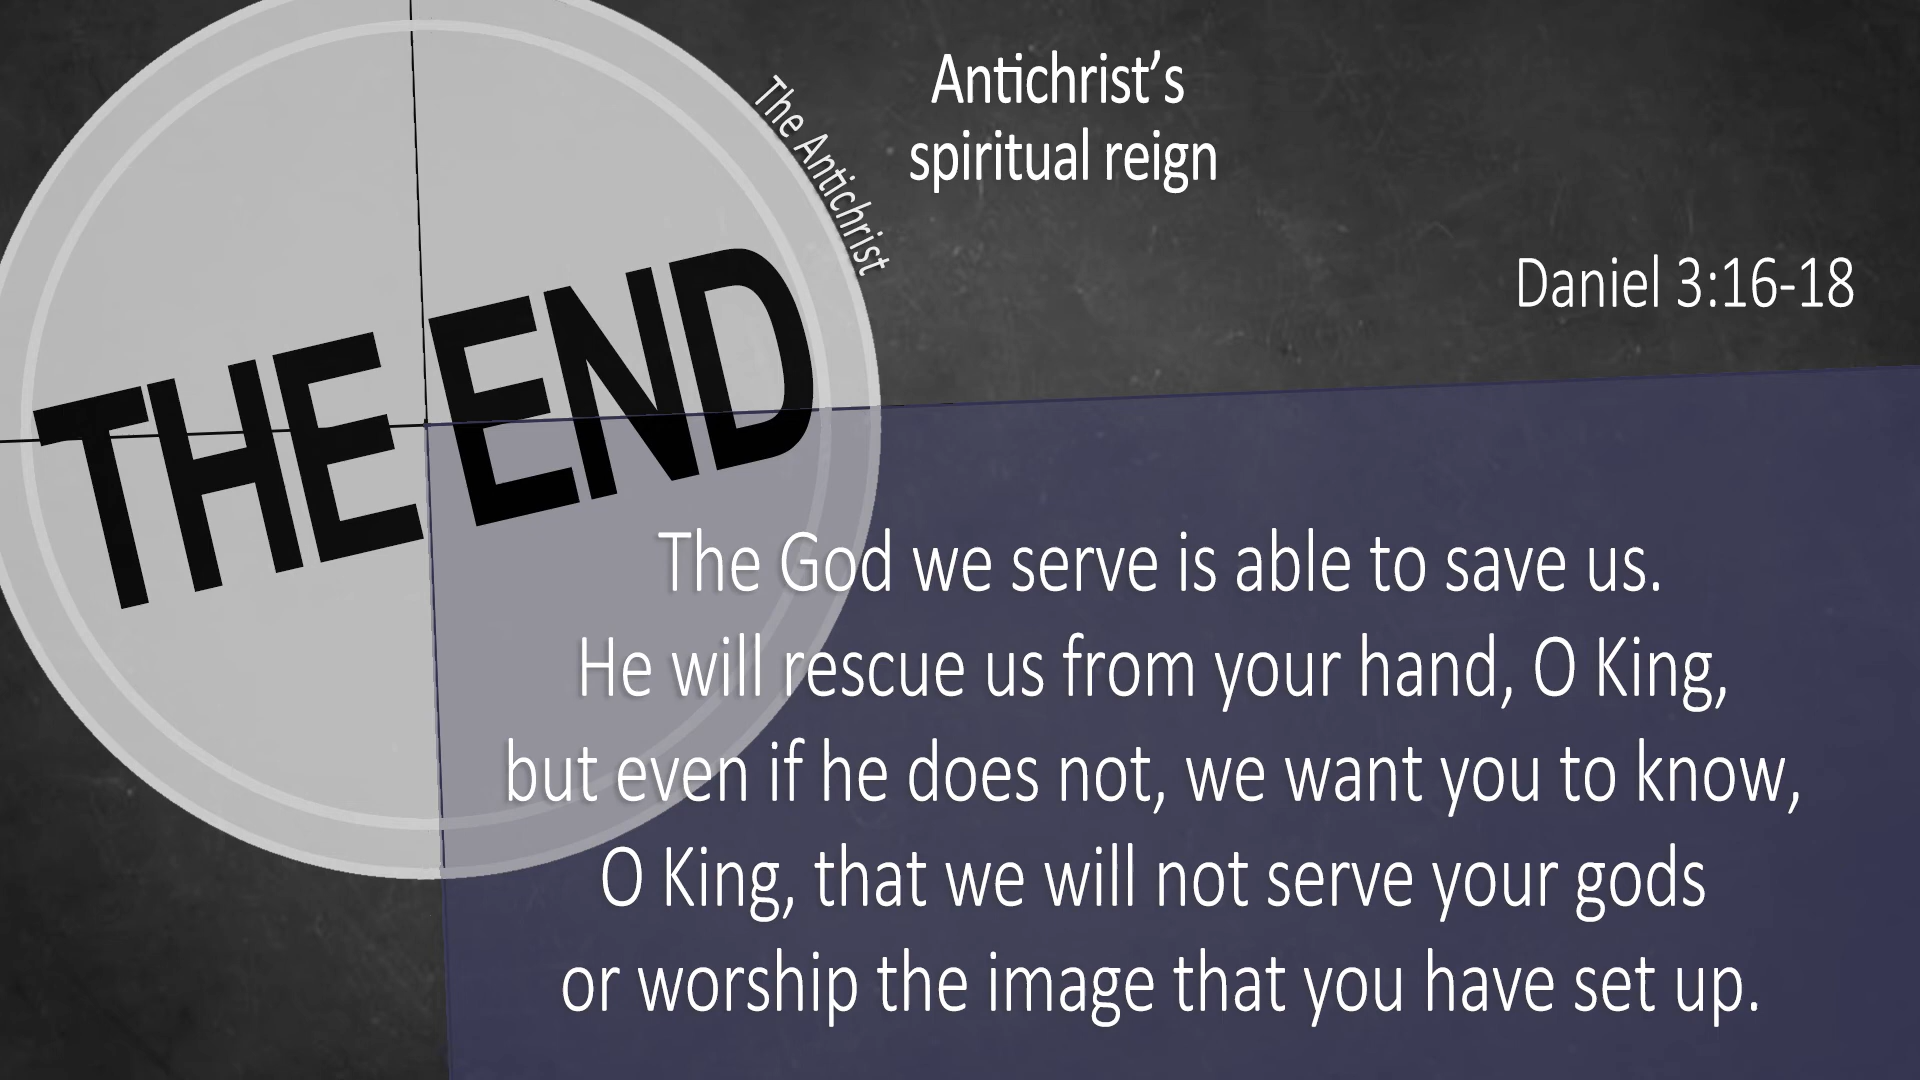 THE END
The Antichrist
Antichrist’s
spiritual reign
Daniel 3:16-18
The God we serve is able to save us.
He will rescue us from your hand, O King,
but even if he does not, we want you to know,
O King, that we will not serve your gods
or worship the image that you have set up.